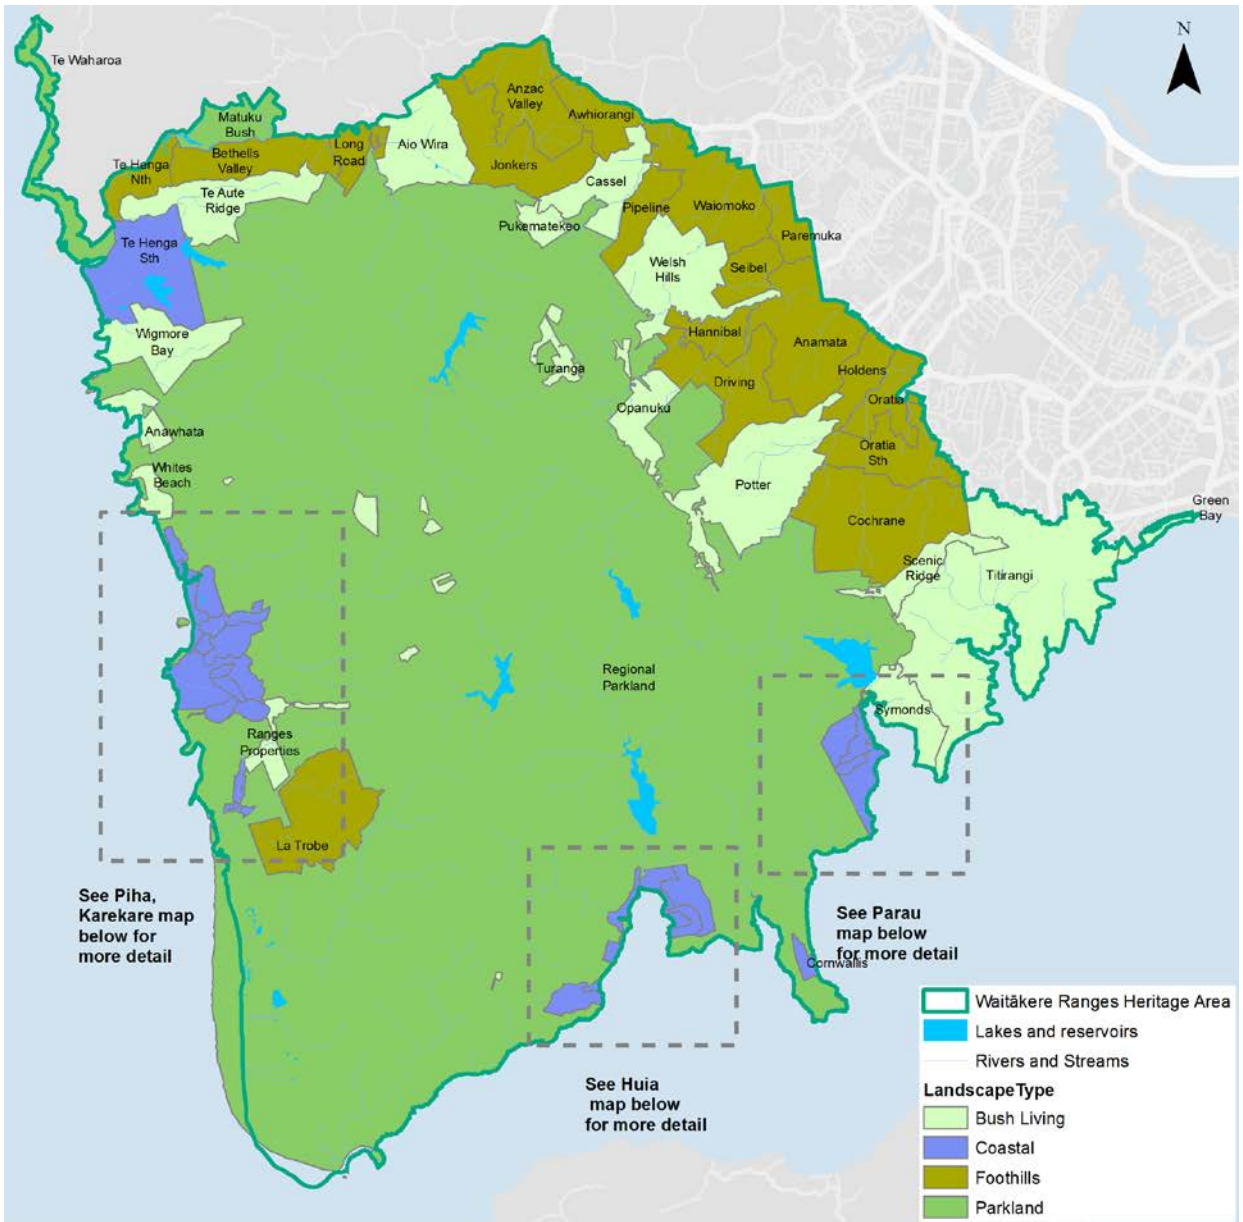 N
Te Waharoa
Matuku
Bush
Anzac
Valley
Awhiorangi
Long
Road
Aio Wira
Bethells
Valley
Te Henga
Nth
Jonkers
Cassel
Te Aute
Ridge
Pipeline
Waiomoko
Pukematekeo
Paremuka
Te Henga
Sth
Welsh
Hills
Seibel
Wigmore
Bay
Hannibal
Anamata
Turanga
Driving
Holdens
Opanuku
Oratia
Anawhata
Oratia
Sth
Whites
Beach
Potter
Cochrane
Green
Bay
Scenic
Ridge
Titirangi
Regional
Parkland
Symonds
Ranges
Properties
La Trobe
See Piha,
Karekare map
below for
more detail
See Parau
map below
for more detail
Cornwallis
See Huia
map below
for more detail
Waitākere Ranges Heritage Area
Lakes and reservoirs
Rivers and Streams
LandscapeType
Bush Living
Coastal
Foothills
Parkland